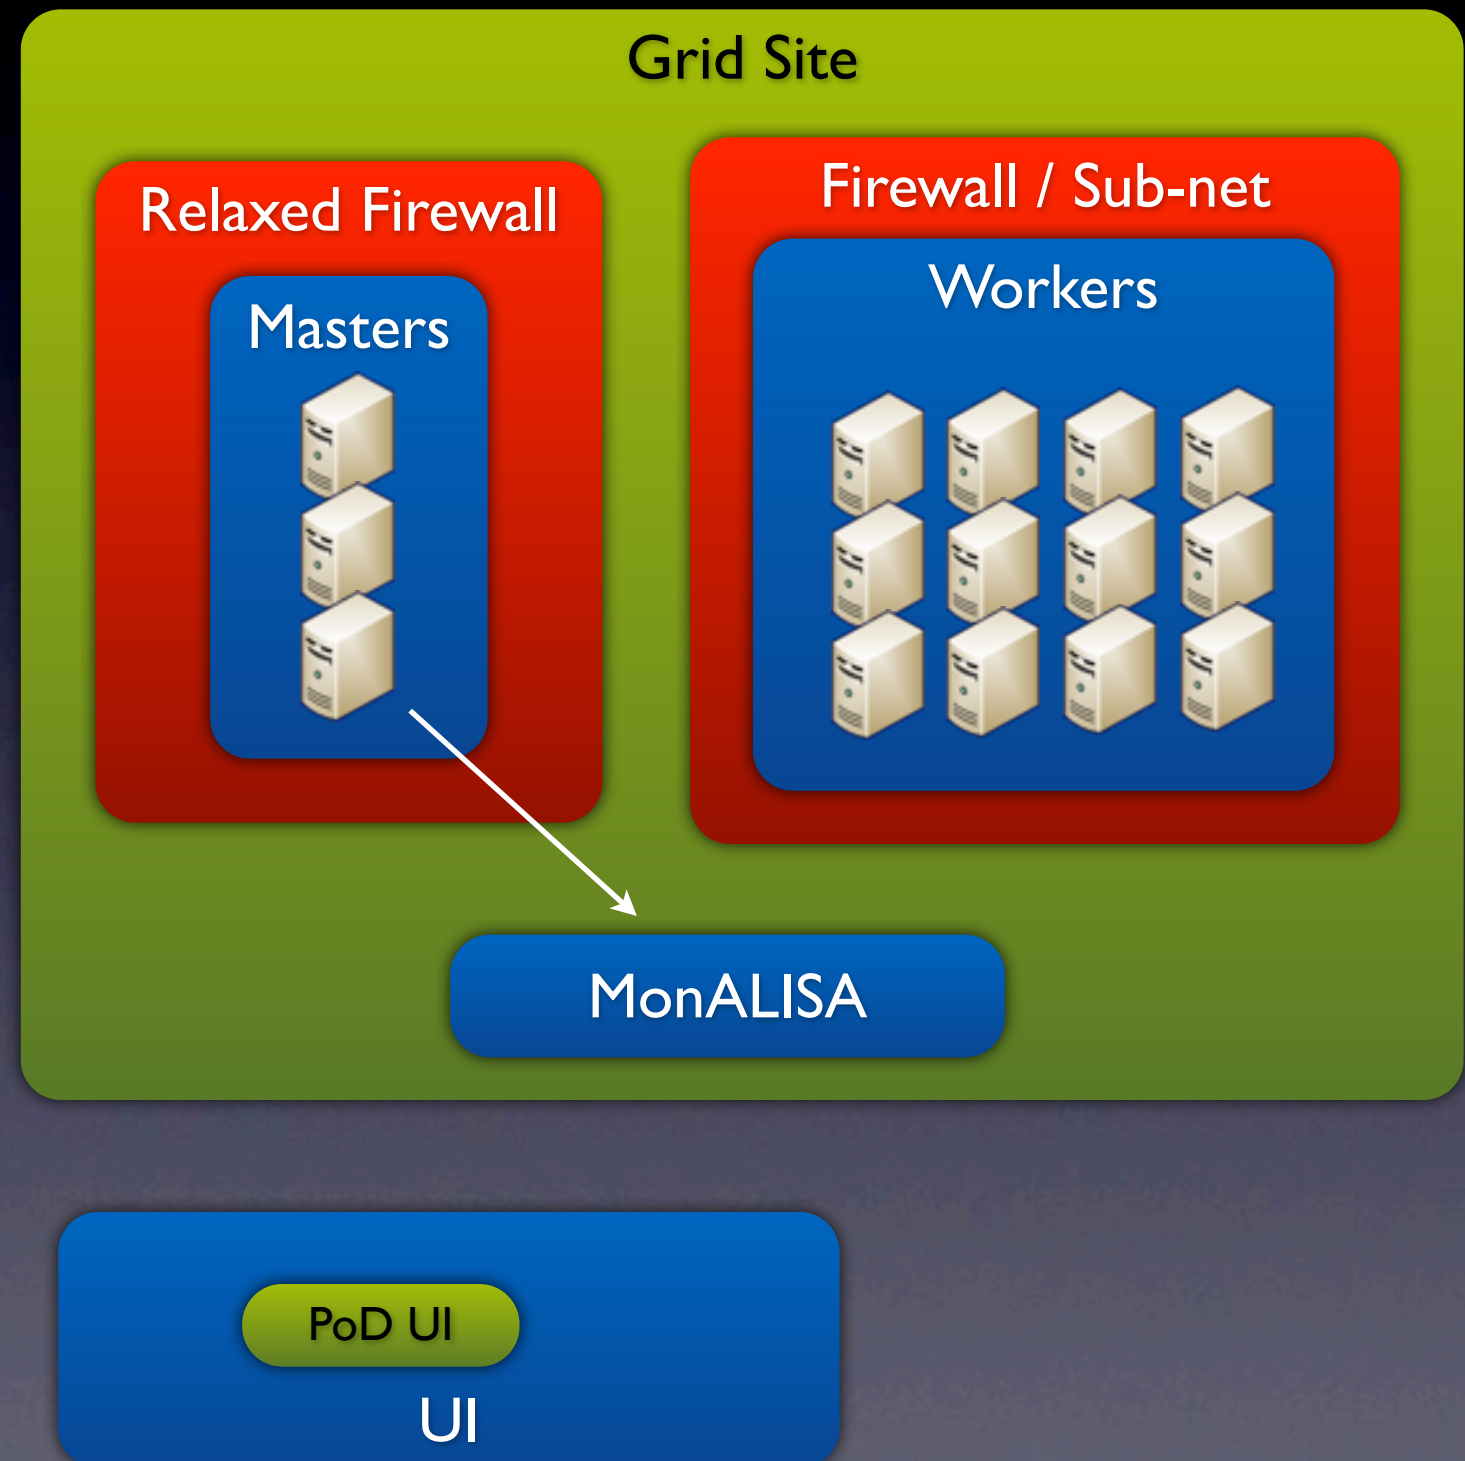 Grid Site
Relaxed Firewall
Firewall / Sub-net
Masters
Workers
MonALISA
PoD UI
UI